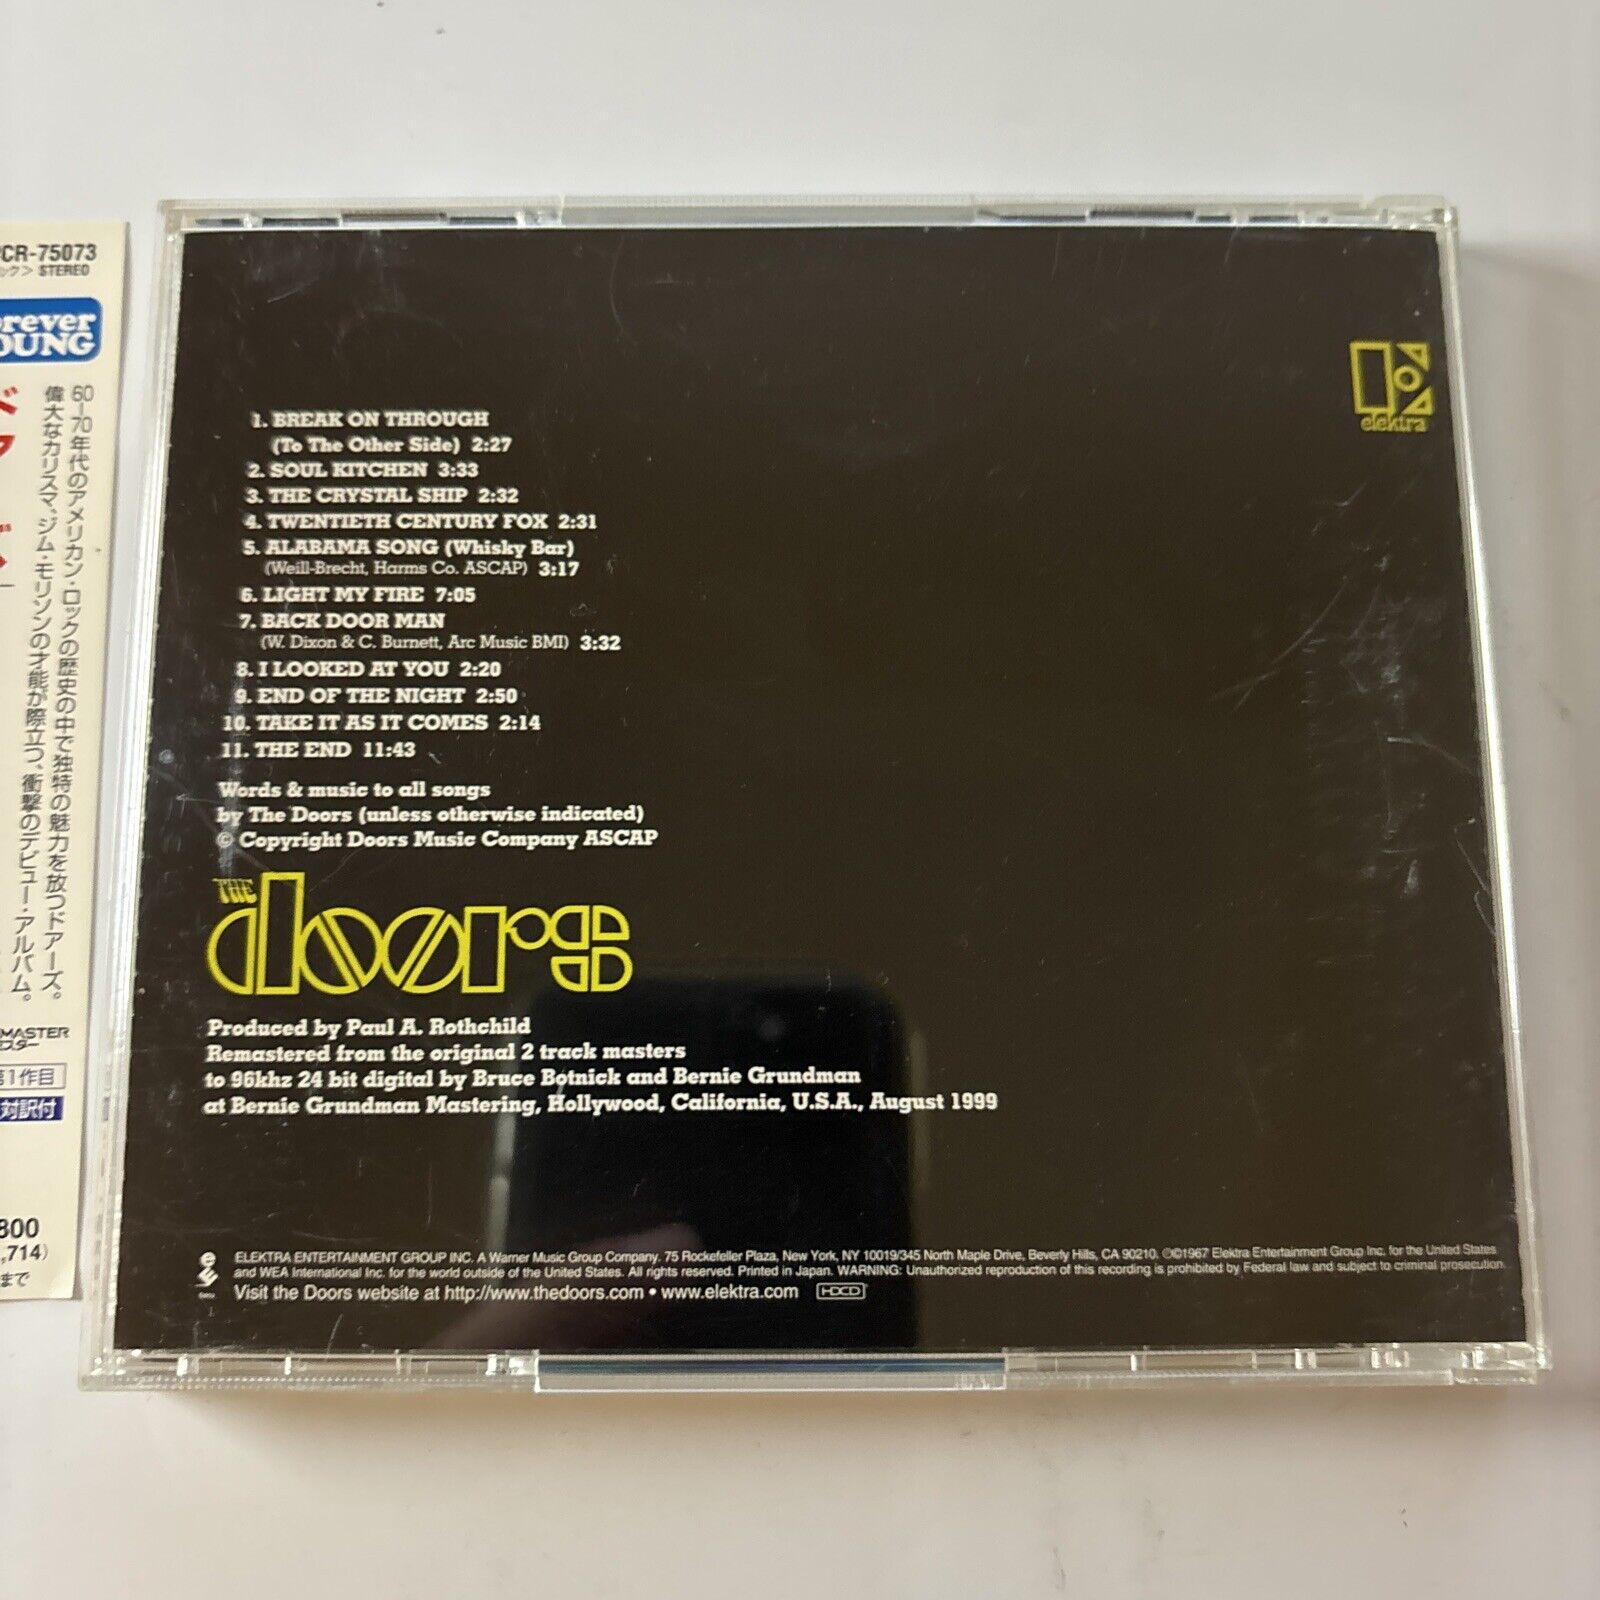 CR-75073
STEREO
orever
OUNG
60–70年代のアメリカン・ロックの歴史の中で独特の魅力を放つドアーズ。
偉大なカリスマ、ジム・モリソンの才能が際立つ、衝撃のデビュー・アルバム。
MASTER
スター
第1作目
対訳付
800
,714)
まで
1. BREAK ON THROUGH
(To The Other Side) 2:27
2. SOUL KITCHEN 3:33
3. THE CRYSTAL SHIP 2:32
4. TWENTIETH CENTURY FOX 2:31
5. ALABAMA SONG (Whisky Bar)
(Weill-Brecht, Harms Co. ASCAP) 3:17
6. LIGHT MY FIRE 7:05
7. BACK DOOR MAN
(W. Dixon & C. Burnett, Arc Music BMI) 3:32
8. I LOOKED AT YOU 2:20
9. END OF THE NIGHT 2:50
10. TAKE IT AS IT COMES 2:14
11. THE END 11:43
Words & music to all songs
by The Doors (unless otherwise indicated)
© Copyright Doors Music Company ASCAP
THE
doors
Produced by Paul A. Rothchild
Remastered from the original 2 track masters
to 96khz 24 bit digital by Bruce Botnick and Bernie Grundman
at Bernie Grundman Mastering, Hollywood, California, U.S.A., August 1999
elektra
ELEKTRA ENTERTAINMENT GROUP INC. A Warner Music Group Company. 75 Rockefeller Plaza, New York, NY 10019/345 North Maple Drive, Beverly Hills, CA 90210. ℗©1967 Elektra Entertainment Group Inc. for the United States
and WEA International Inc. for the world outside of the United States. All rights reserved. Printed in Japan. WARNING: Unauthorized reproduction of this recording is prohibited by Federal law and subject to criminal prosecution.
Visit the Doors website at http://www.thedoors.com • www.elektra.com HDCD